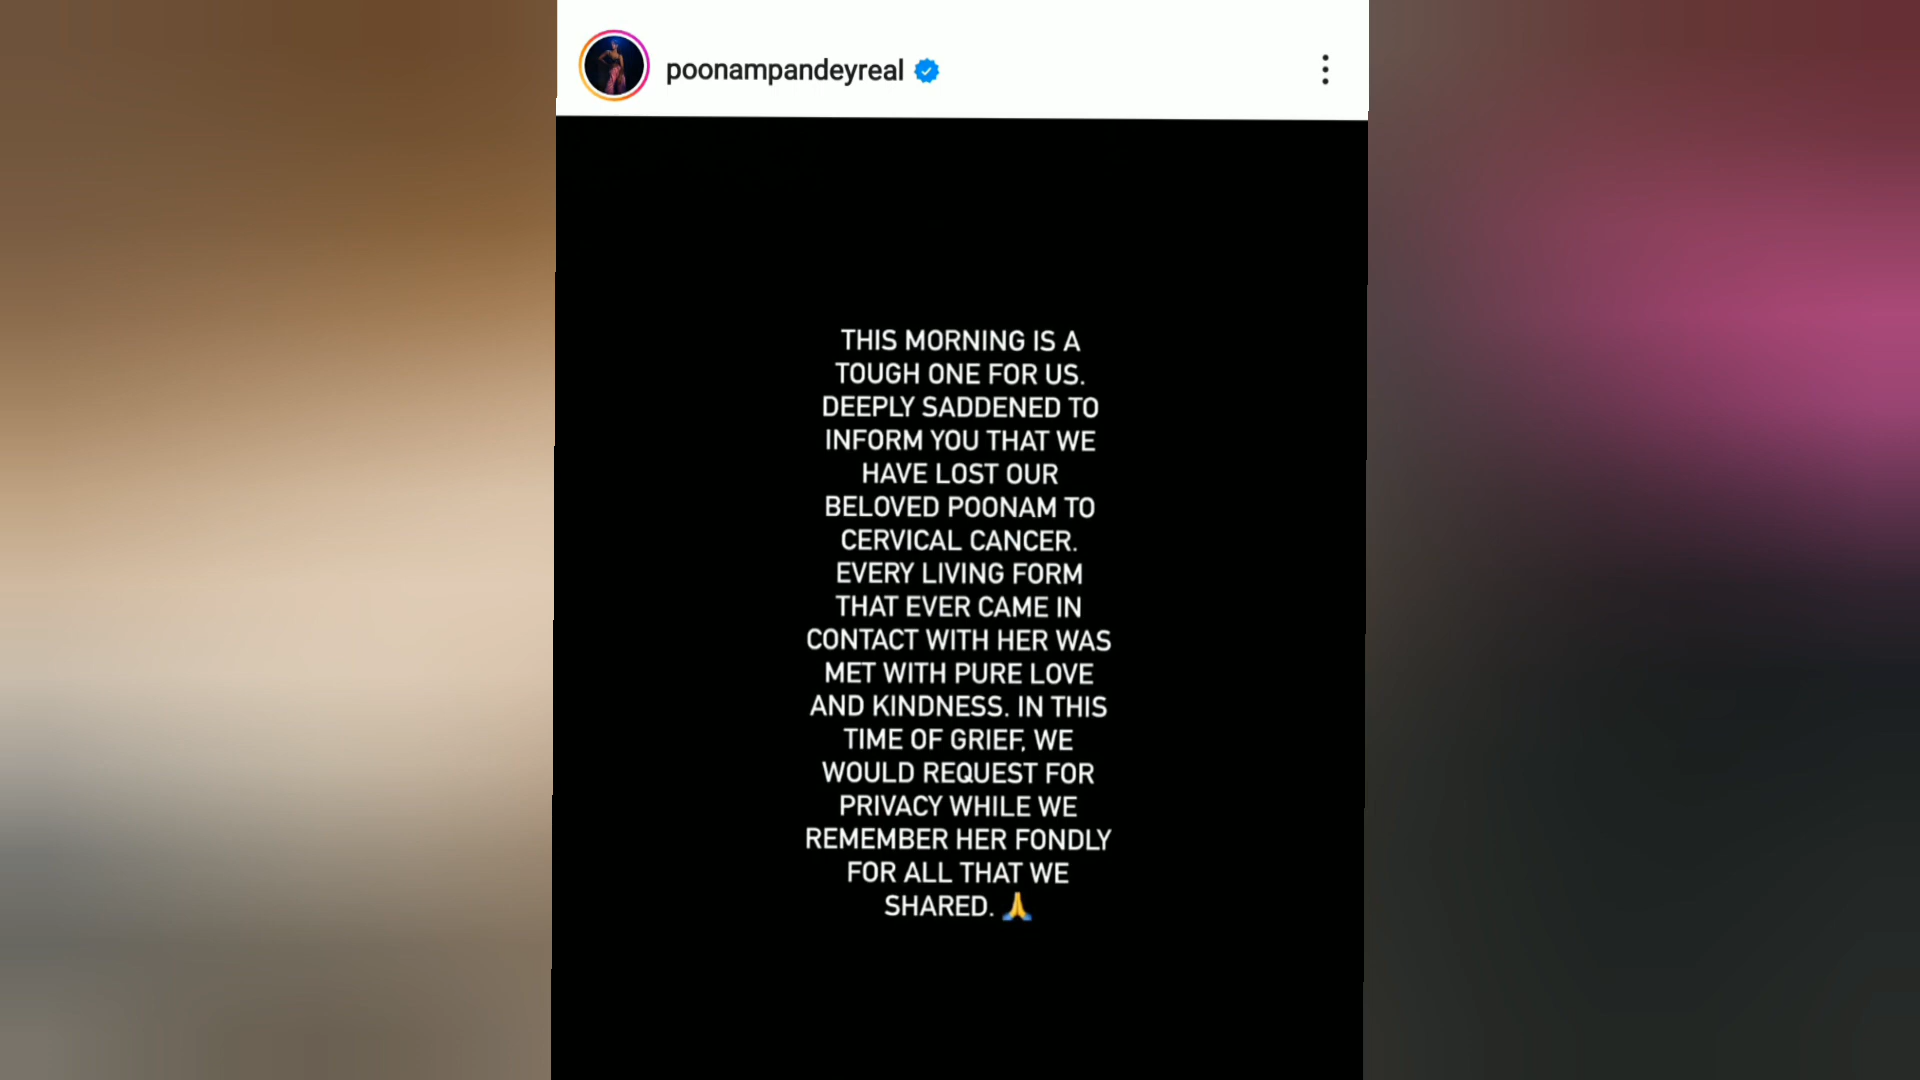 poonampandeyreal
THIS MORNING IS A
TOUGH ONE FOR US.
DEEPLY SADDENED TO
INFORM YOU THAT WE
HAVE LOST OUR
BELOVED POONAM TO
CERVICAL CANCER.
EVERY LIVING FORM
THAT EVER CAME IN
CONTACT WITH HER WAS
MET WITH PURE LOVE
AND KINDNESS. IN THIS
TIME OF GRIEF, WE
WOULD REQUEST FOR
PRIVACY WHILE WE
REMEMBER HER FONDLY
FOR ALL THAT WE
SHARED. 🙏